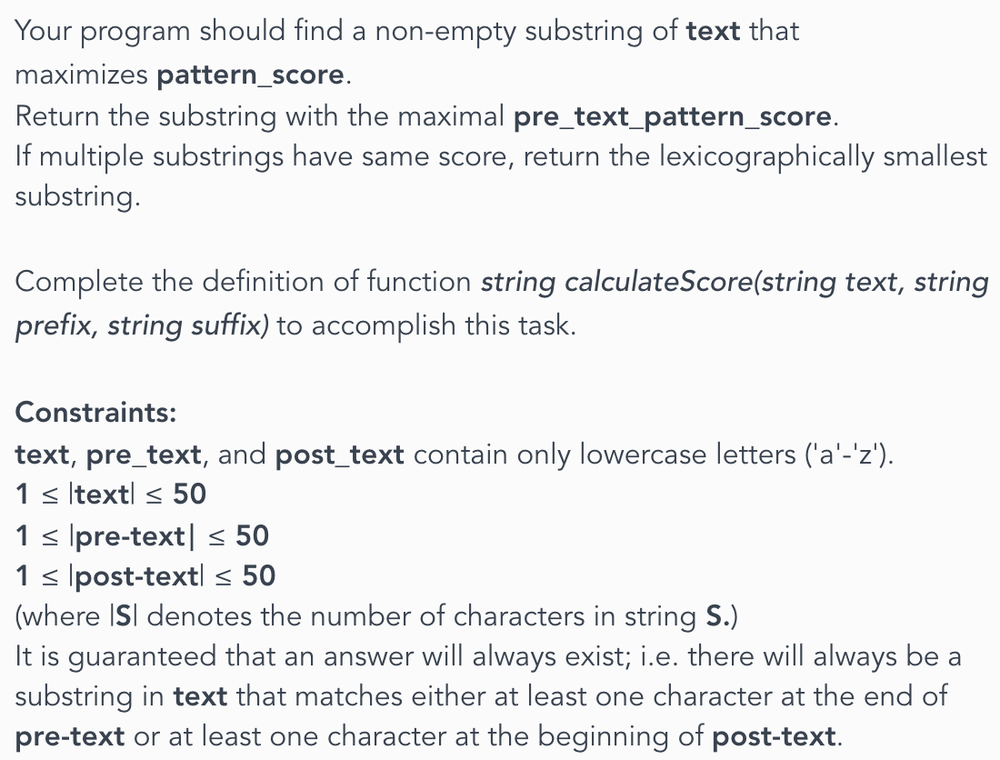 Your program should find a non-empty substring of text that
maximizes pattern_score.
Return the substring with the maximal pre_text_pattern_score.
If multiple substrings have same score, return the lexicographically smallest
substring.
Complete the definition of function string calculateScore(string text, string
prefix, string suffix) to accomplish this task.
Constraints:
text, pre_text, and post_text contain only lowercase letters ('a'-'z').
1 ≤ |text| ≤ 50
1 ≤ |pre-text| ≤ 50
1 ≤ |post-text| ≤ 50
(where |S| denotes the number of characters in string S.)
It is guaranteed that an answer will always exist; i.e. there will always be a
substring in text that matches either at least one character at the end of
pre-text or at least one character at the beginning of post-text.